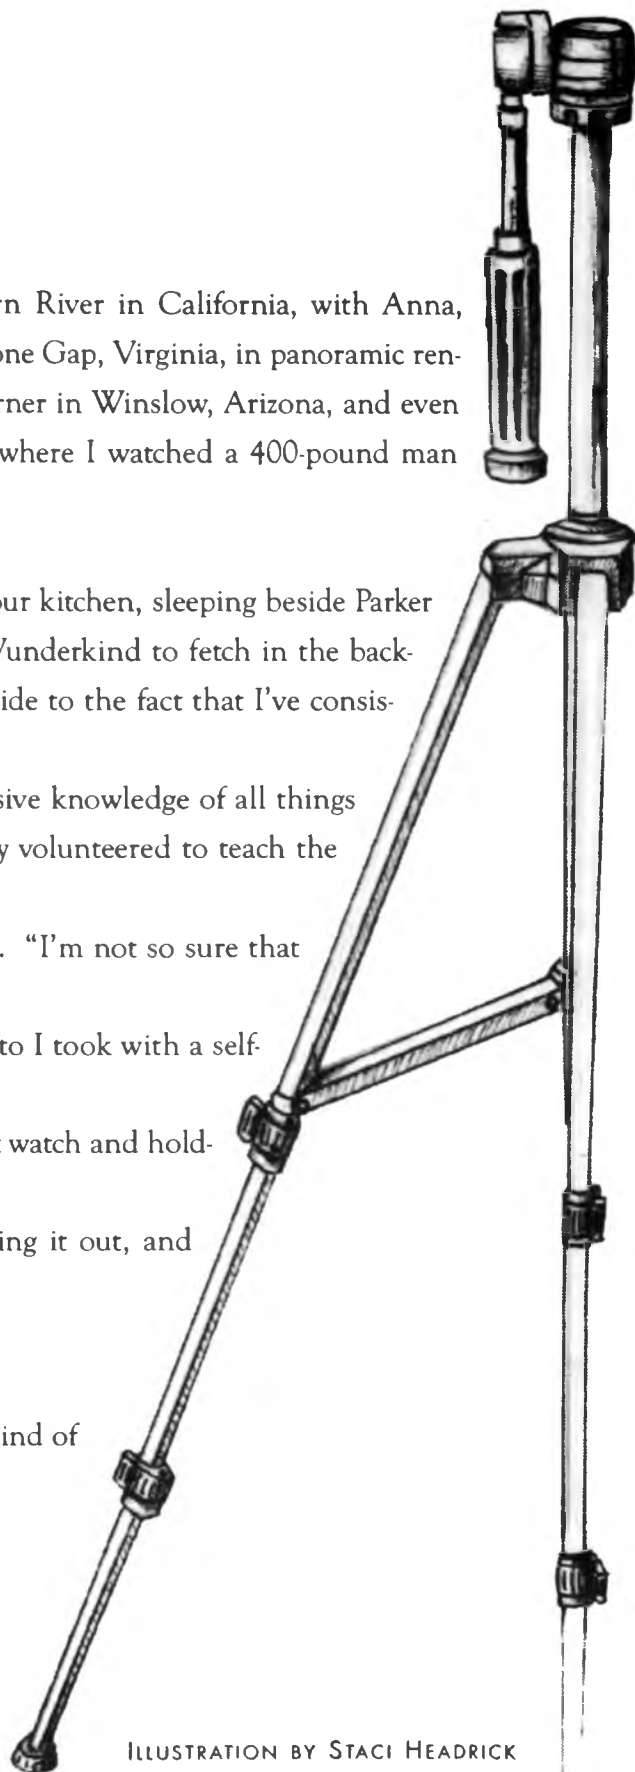 rn River in California, with Anna,
one Gap, Virginia, in panoramic ren-
rner in Winslow, Arizona, and even
where I watched a 400-pound man
our kitchen, sleeping beside Parker
Wunderkind to fetch in the back-
ide to the fact that I've consis-
sive knowledge of all things
y volunteered to teach the
. "I'm not so sure that
to I took with a self-
t watch and hold-
ing it out, and
ind of
ILLUSTRATION BY STACI HEADRICK